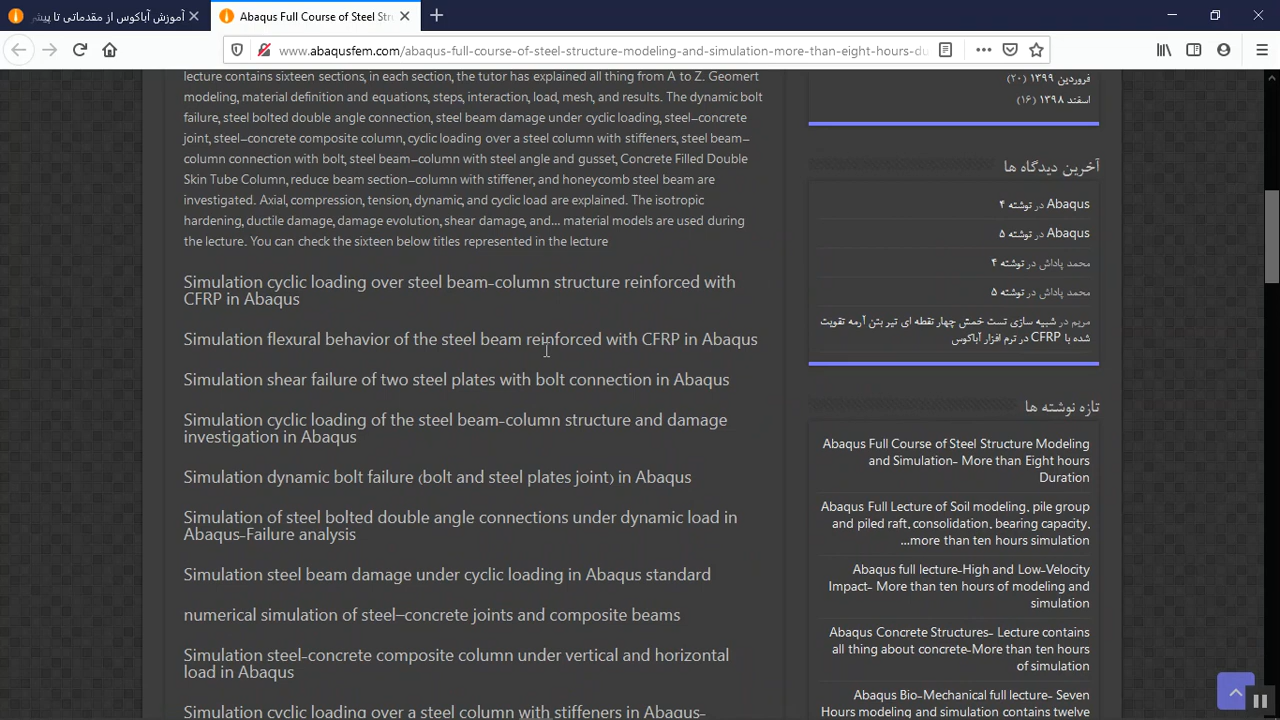 آموزش آباکوس از مقدماتی تا پیشر
Abaqus Full Course of Steel Str
www.abaqusfem.com/abaqus-full-course-of-steel-structure-modeling-and-simulation-more-than-eight-hours-du
lecture contains sixteen sections, in each section, the tutor has explained all thing from A to Z. Geomert
modeling, material definition and equations, steps, interaction, load, mesh, and results. The dynamic bolt
failure, steel bolted double angle connection, steel beam damage under cyclic loading, steel-concrete
joint, steel-concrete composite column, cyclic loading over a steel column with stiffeners, steel beam-
column connection with bolt, steel beam-column with steel angle and gusset, Concrete Filled Double
Skin Tube Column, reduce beam section-column with stiffener, and honeycomb steel beam are
investigated. Axial, compression, tension, dynamic, and cyclic load are explained. The isotropic
hardening, ductile damage, damage evolution, shear damage, and... material models are used during
the lecture. You can check the sixteen below titles represented in the lecture
Simulation cyclic loading over steel beam-column structure reinforced with
CFRP in Abaqus
Simulation flexural behavior of the steel beam reinforced with CFRP in Abaqus
Simulation shear failure of two steel plates with bolt connection in Abaqus
Simulation cyclic loading of the steel beam-column structure and damage
investigation in Abaqus
Simulation dynamic bolt failure (bolt and steel plates joint) in Abaqus
Simulation of steel bolted double angle connections under dynamic load in
Abaqus-Failure analysis
Simulation steel beam damage under cyclic loading in Abaqus standard
numerical simulation of steel–concrete joints and composite beams
Simulation steel-concrete composite column under vertical and horizontal
load in Abaqus
Simulation cyclic loading over a steel column with stiffeners in Abaqus-
فروردین ۱۳۹۹ (۲۰)
اسفند ۱۳۹۸ (۱۶)
آخرین دیدگاه ها
Abaqus در نوشته ۴
Abaqus در نوشته ۵
محمد پاداش در نوشته ۴
محمد پاداش در نوشته ۵
مریم در شبیه سازی تست خمش چهار نقطه ای تیر بتن آرمه تقویت
شده با CFRP در نرم افزار آباکوس
تازه نوشته ها
Abaqus Full Course of Steel Structure Modeling
and Simulation- More than Eight hours
Duration
Abaqus Full Lecture of Soil modeling, pile group
and piled raft, consolidation, bearing capacity,
...more than ten hours simulation
Abaqus full lecture-High and Low-Velocity
Impact- More than ten hours of modeling and
simulation
Abaqus Concrete Structures- Lecture contains
all thing about concrete-More than ten hours
of simulation
Abaqus Bio-Mechanical full lecture- Seven
Hours modeling and simulation contains twelve